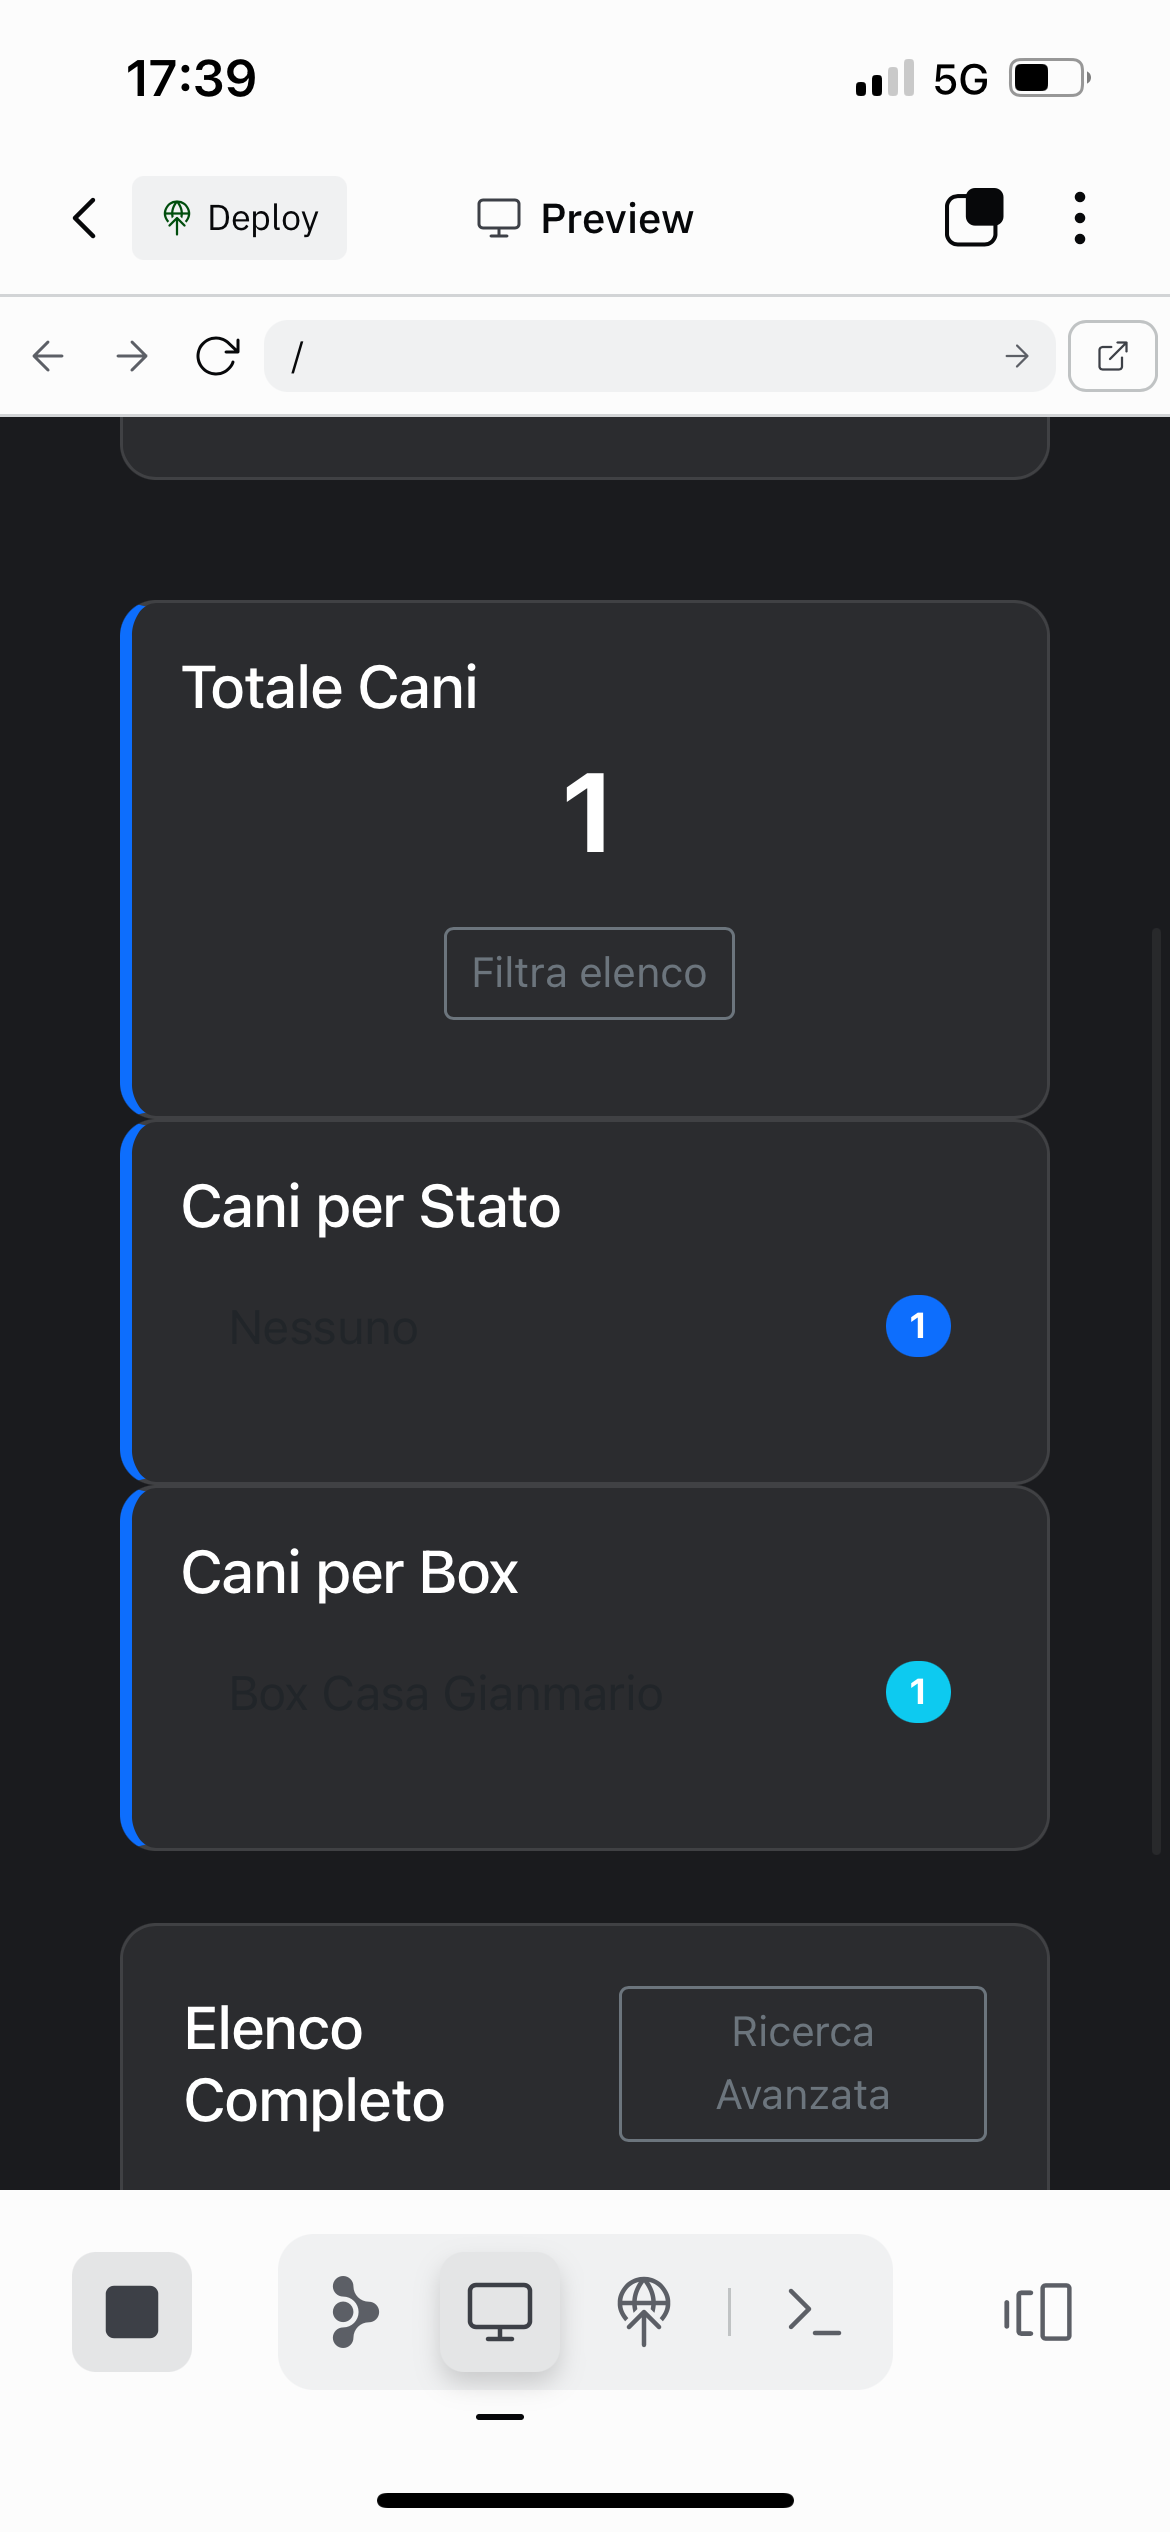 17:39
5G
Deploy
Preview
/
Totale Cani
1
Filtra elenco
Cani per Stato
Nessuno
1
Cani per Box
Box Casa Gianmario
1
Elenco
Completo
Ricerca
Avanzata